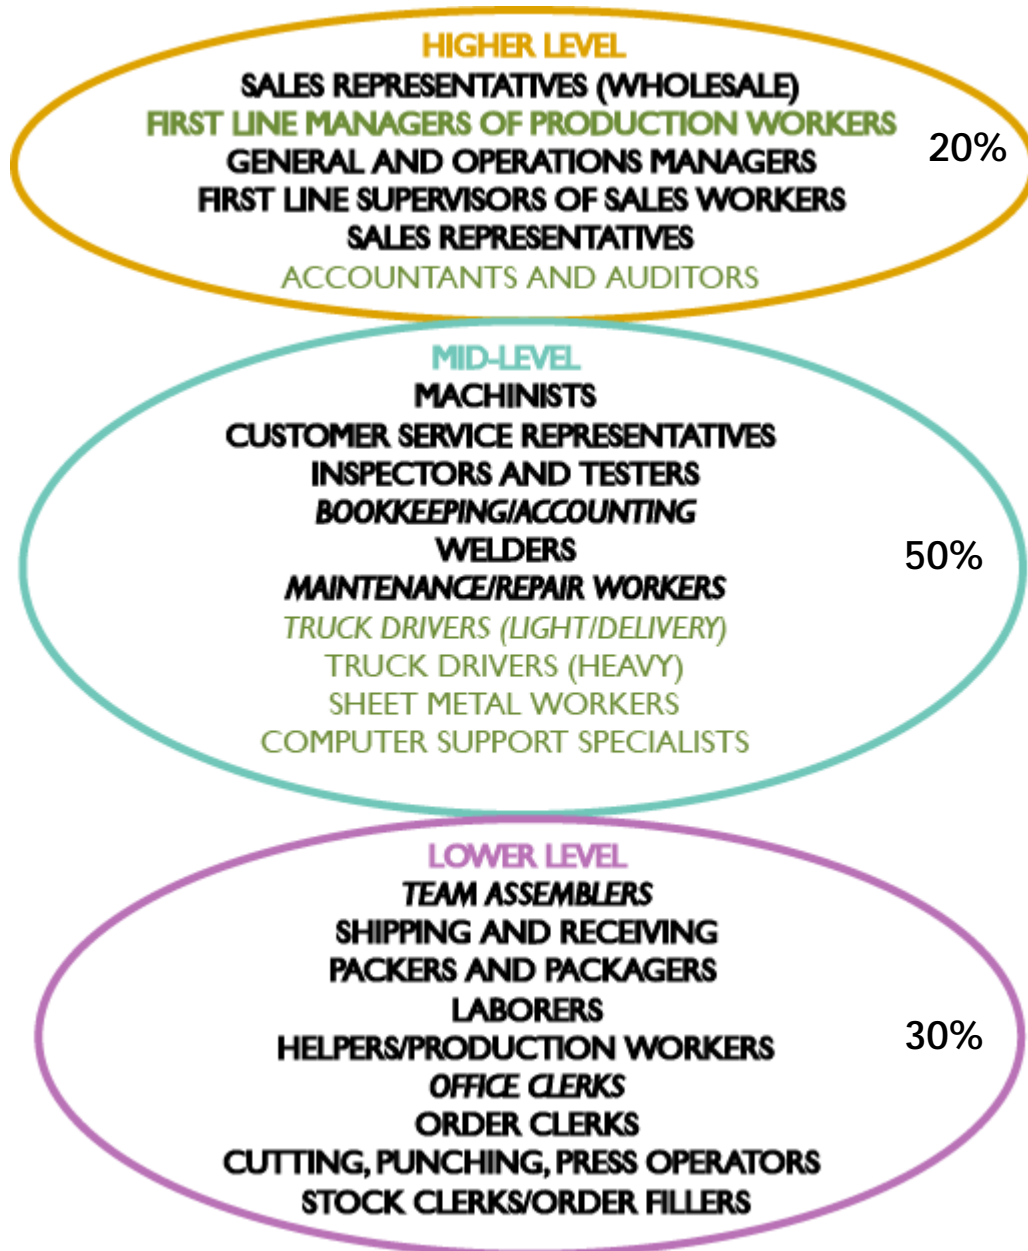 HIGHER LEVEL
SALES REPRESENTATIVES (WHOLESALE)
FIRST LINE MANAGERS OF PRODUCTION WORKERS
20%
GENERAL AND OPERATIONS MANAGERS
FIRST LINE SUPERVISORS OF SALES WORKERS
SALES REPRESENTATIVES
ACCOUNTANTS AND AUDITORS
MID-LEVEL
MACHINISTS
CUSTOMER SERVICE REPRESENTATIVES
INSPECTORS AND TESTERS
BOOKKEEPING/ACCOUNTING
WELDERS
50%
MAINTENANCE/REPAIR WORKERS
TRUCK DRIVERS (LIGHT/DELIVERY)
TRUCK DRIVERS (HEAVY)
SHEET METAL WORKERS
COMPUTER SUPPORT SPECIALISTS
LOWER LEVEL
TEAM ASSEMBLERS
SHIPPING AND RECEIVING
PACKERS AND PACKAGERS
LABORERS
30%
HELPERS/PRODUCTION WORKERS
OFFICE CLERKS
ORDER CLERKS
CUTTING, PUNCHING, PRESS OPERATORS
STOCK CLERKS/ORDER FILLERS